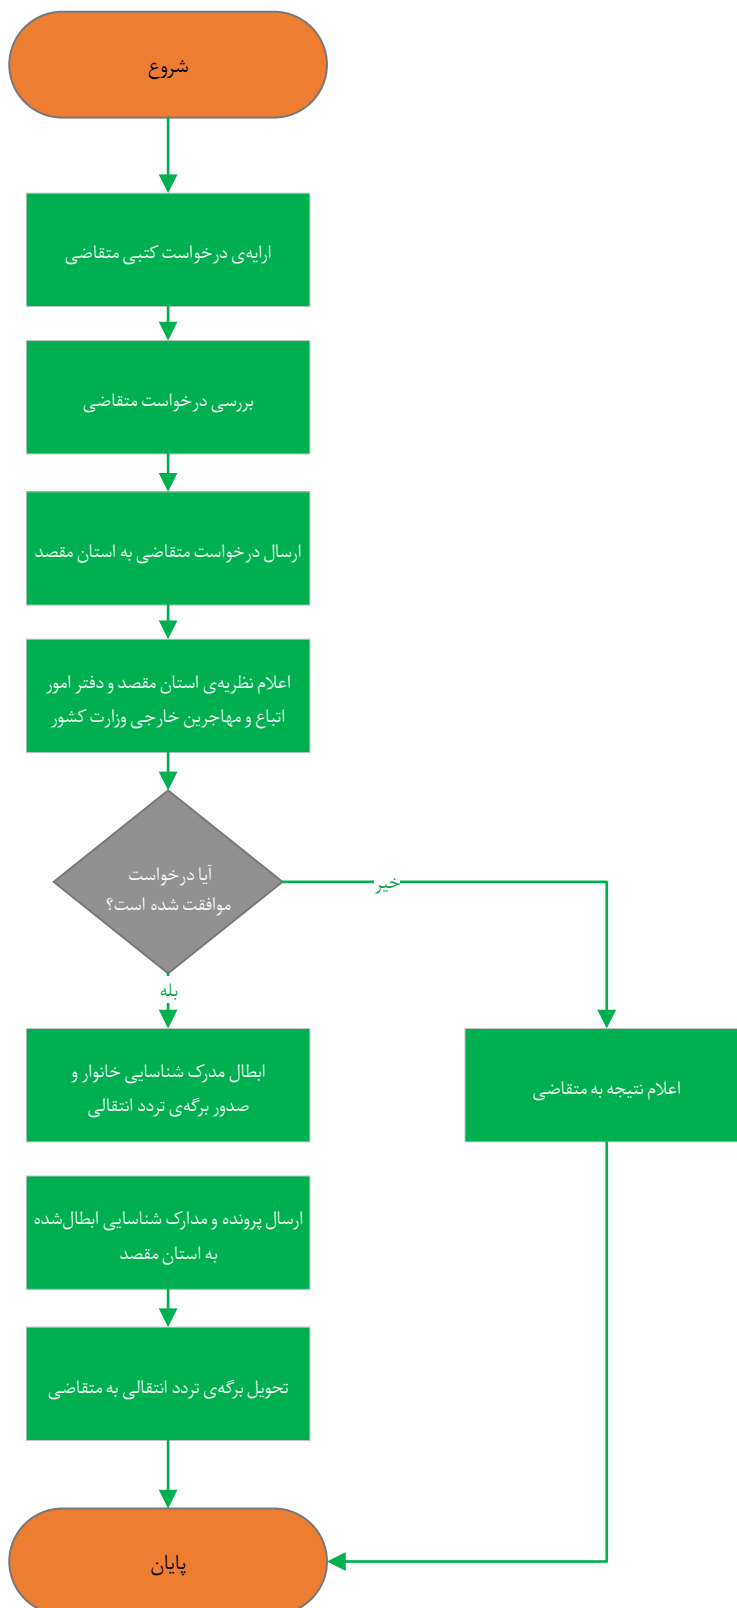 شروع
ارایه‌ی درخواست کتبی متقاضی
بررسی درخواست متقاضی
ارسال درخواست متقاضی به استان مقصد
اعلام نظریه‌ی استان مقصد و دفتر امور
اتباع و مهاجرین خارجی وزارت کشور
آیا درخواست
موافقت شده است؟
خیر
بله
ابطال مدرک شناسایی خانوار و
صدور برگه‌ی تردد انتقالی
اعلام نتیجه به متقاضی
ارسال پرونده و مدارک شناسایی ابطال‌شده
به استان مقصد
تحویل برگه‌ی تردد انتقالی به متقاضی
پایان